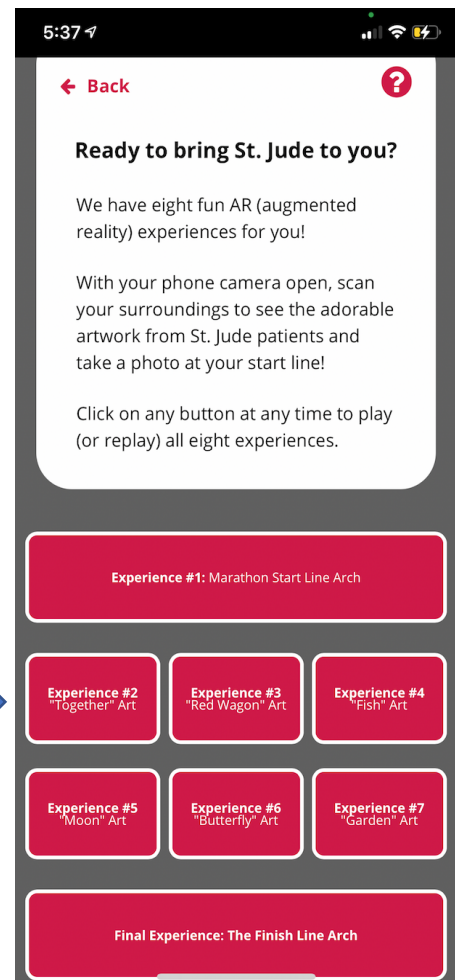 5:37
Back
?
Ready to bring St. Jude to you?
We have eight fun AR (augmented
reality) experiences for you!
With your phone camera open, scan
your surroundings to see the adorable
artwork from St. Jude patients and
take a photo at your start line!
Click on any button at any time to play
(or replay) all eight experiences.
Experience #1: Marathon Start Line Arch
Experience #2
"Together" Art
Experience #3
"Red Wagon" Art
Experience #4
"Fish" Art
Experience #5
"Moon" Art
Experience #6
"Butterfly" Art
Experience #7
"Garden" Art
Final Experience: The Finish Line Arch